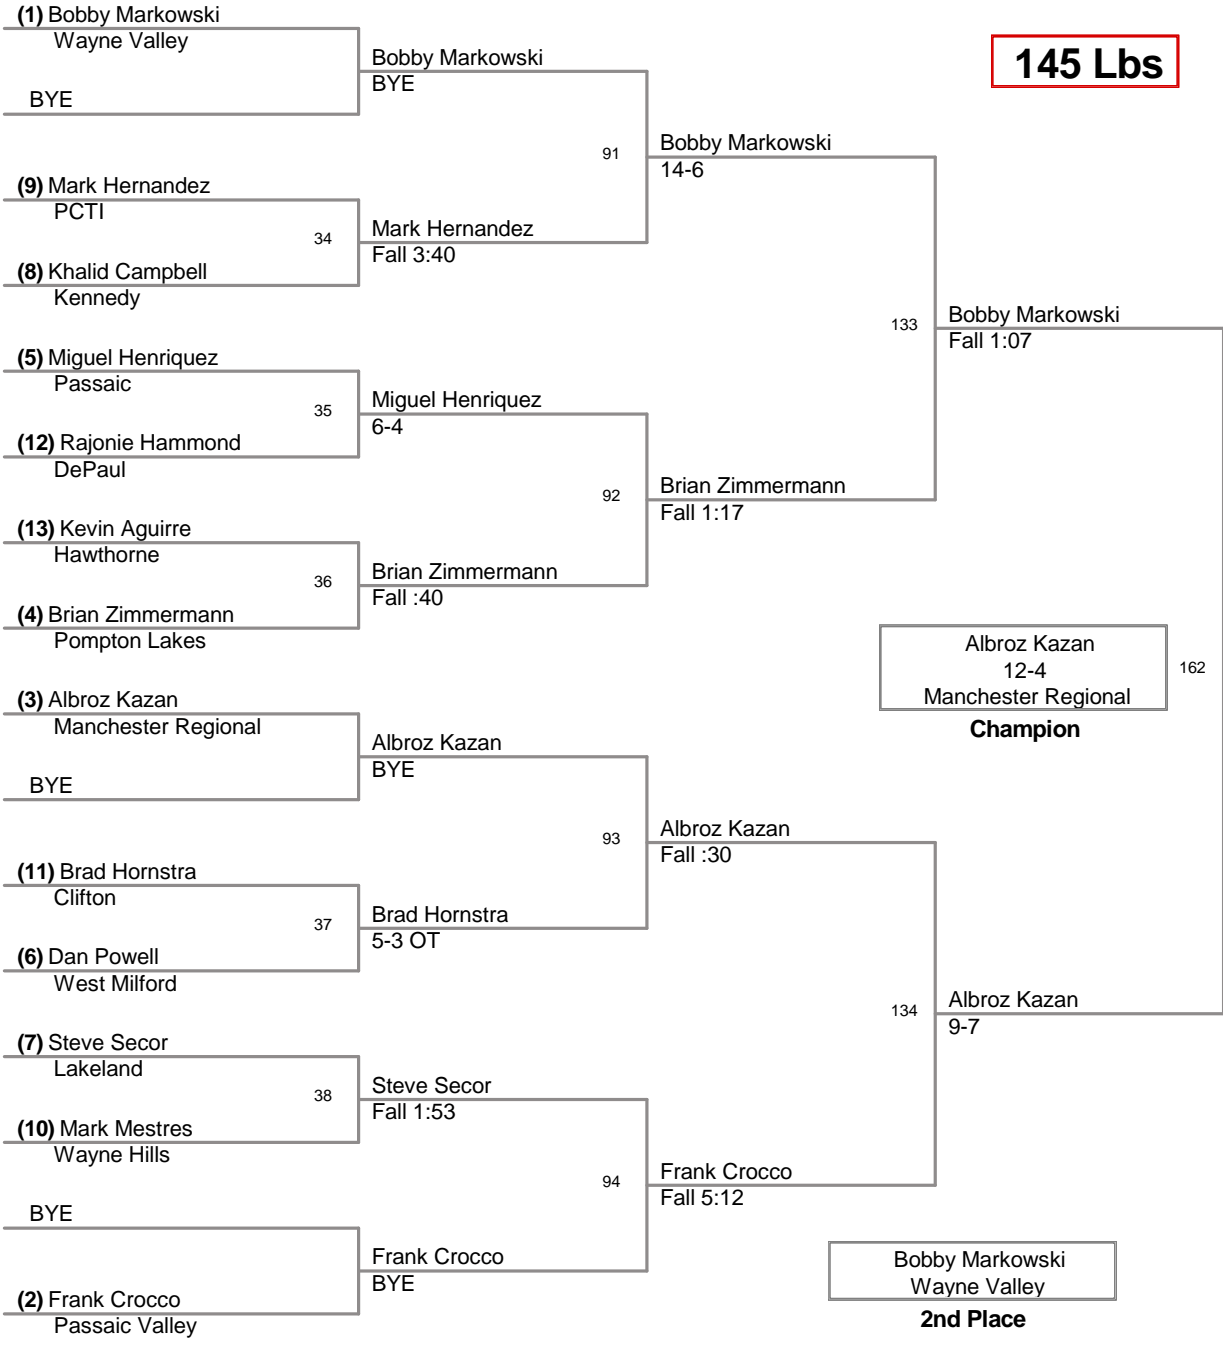 (1) Bobby Markowski
Wayne Valley
BYE
Bobby Markowski
BYE
145 Lbs
91
Bobby Markowski
14-6
(9) Mark Hernandez
PCTI
34
Mark Hernandez
Fall 3:40
(8) Khalid Campbell
Kennedy
133
Bobby Markowski
Fall 1:07
(5) Miguel Henriquez
Passaic
35
Miguel Henriquez
6-4
(12) Rajonie Hammond
DePaul
92
Brian Zimmermann
Fall 1:17
(13) Kevin Aguirre
Hawthorne
36
Brian Zimmermann
Fall :40
(4) Brian Zimmermann
Pompton Lakes
Albroz Kazan
12-4
Manchester Regional
162
Champion
(3) Albroz Kazan
Manchester Regional
BYE
Albroz Kazan
BYE
93
Albroz Kazan
Fall :30
(11) Brad Hornstra
Clifton
37
Brad Hornstra
5-3 OT
(6) Dan Powell
West Milford
134
Albroz Kazan
9-7
(7) Steve Secor
Lakeland
38
Steve Secor
Fall 1:53
(10) Mark Mestres
Wayne Hills
94
Frank Crocco
Fall 5:12
BYE
Frank Crocco
BYE
(2) Frank Crocco
Passaic Valley
Bobby Markowski
Wayne Valley
2nd Place